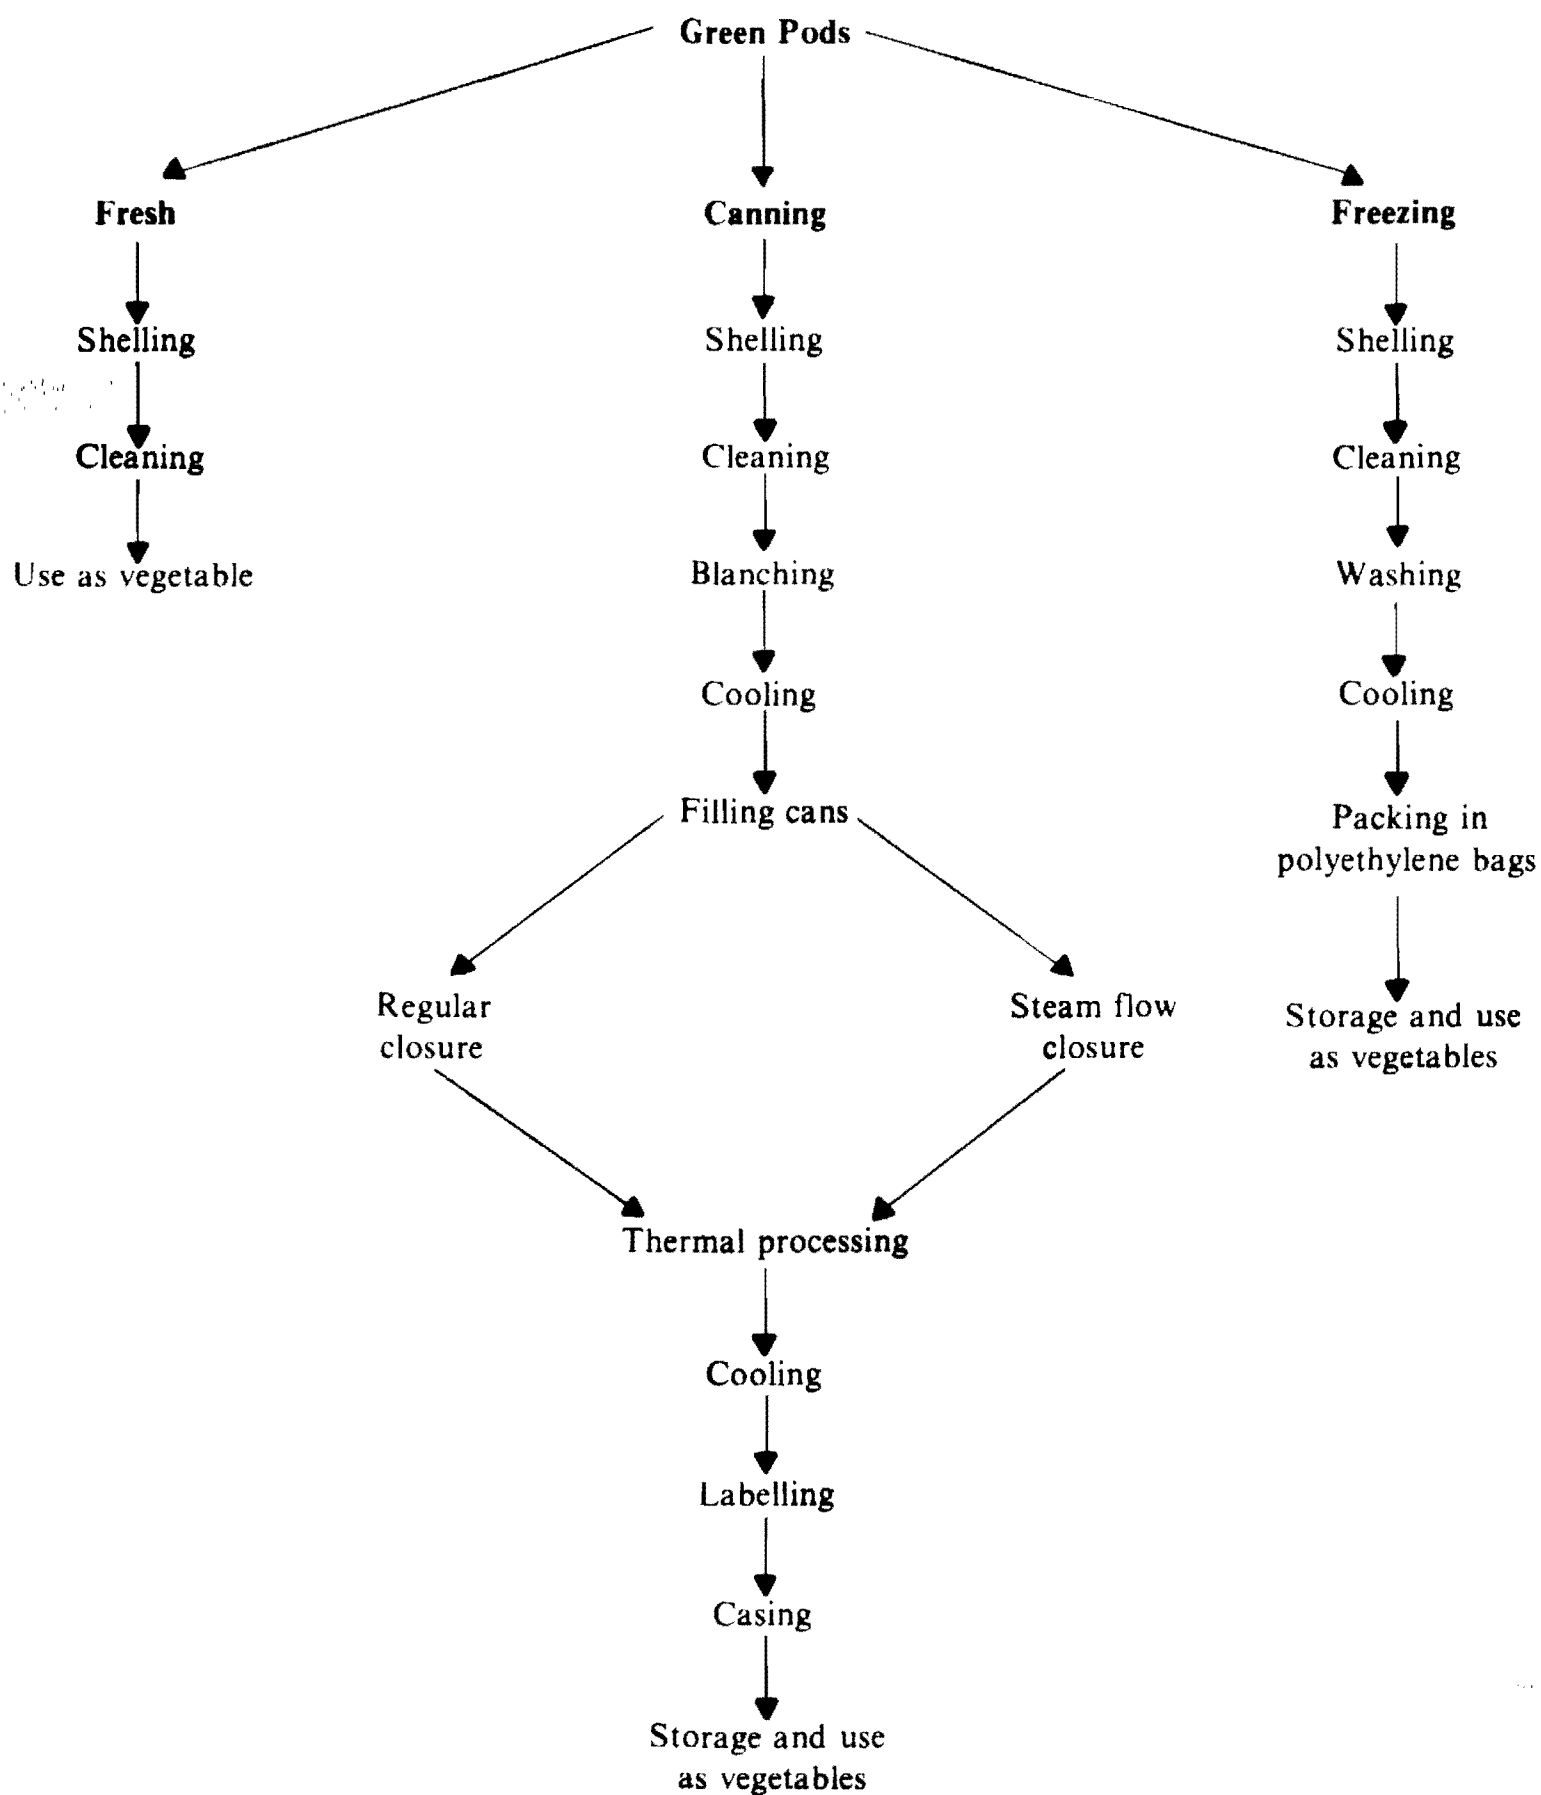 Green Pods
Fresh
Canning
Freezing
Shelling
Shelling
Shelling
Cleaning
Cleaning
Cleaning
Use as vegetable
Blanching
Washing
Cooling
Cooling
Filling cans
Packing in
polyethylene bags
Regular
closure
Steam flow
closure
Storage and use
as vegetables
Thermal processing
Cooling
Labelling
Casing
Storage and use
as vegetables